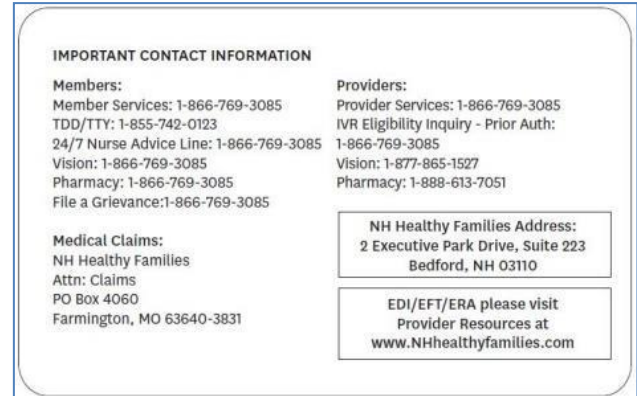 IMPORTANT CONTACT INFORMATION
Members:
Member Services: 1-866-769-3085
TDD/TTY: 1-855-742-0123
24/7 Nurse Advice Line: 1-866-769-3085
Vision: 1-866-769-3085
Pharmacy: 1-866-769-3085
File a Grievance:1-866-769-3085
Medical Claims:
NH Healthy Families
Attn: Claims
PO Box 4060
Farmington, MO 63640-3831
Providers:
Provider Services: 1-866-769-3085
IVR Eligibility Inquiry - Prior Auth:
1-866-769-3085
Vision: 1-877-865-1527
Pharmacy: 1-888-613-7051
NH Healthy Families Address:
2 Executive Park Drive, Suite 223
Bedford, NH 03110
EDI/EFT/ERA please visit
Provider Resources at
www.NHhealthyfamilies.com